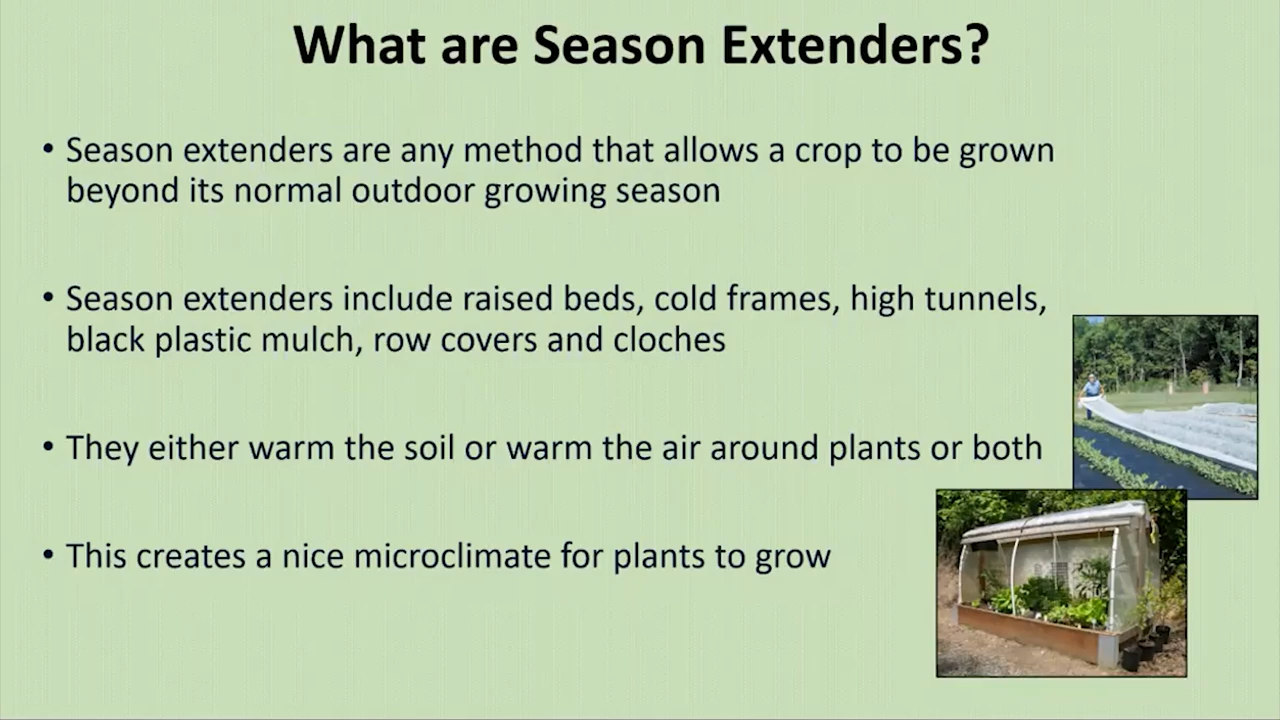 What are Season Extenders?
• Season extenders are any method that allows a crop to be grown
beyond its normal outdoor growing season
• Season extenders include raised beds, cold frames, high tunnels,
black plastic mulch, row covers and cloches
• They either warm the soil or warm the air around plants or both
• This creates a nice microclimate for plants to grow